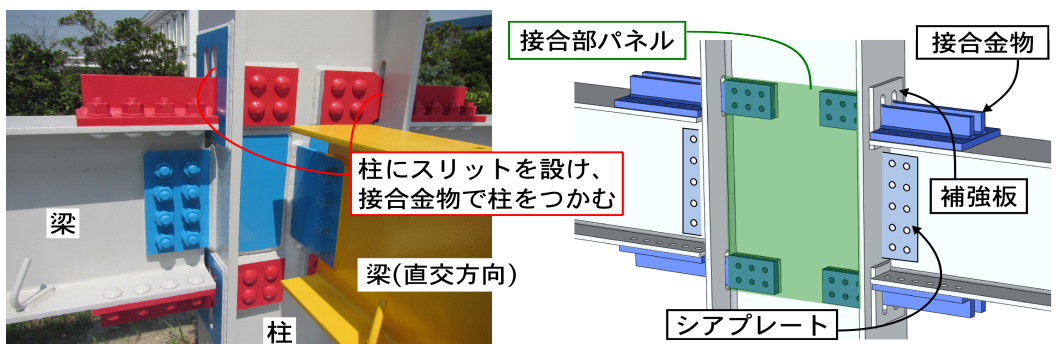 柱にスリットを設け、
接合金物で柱をつかむ
梁
梁(直交方向)
柱
接合部パネル
接合金物
補強板
シアプレート